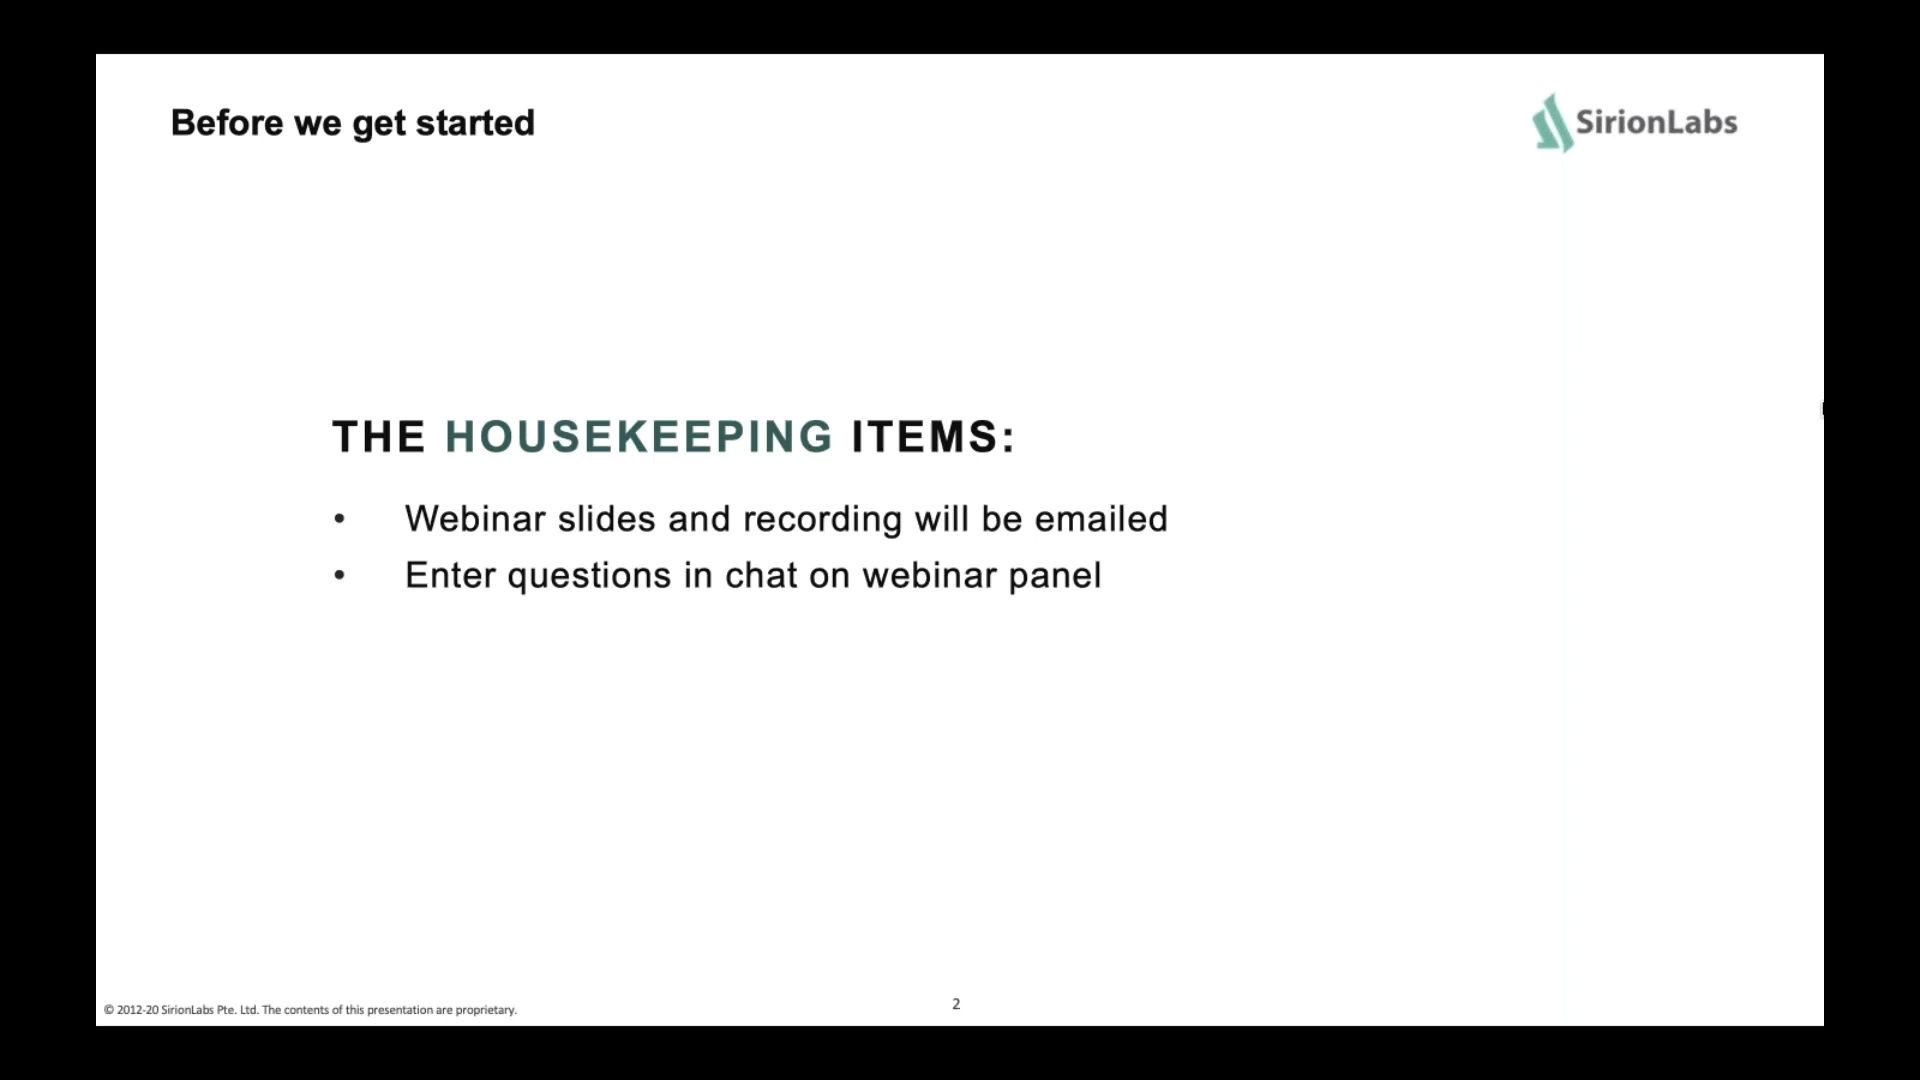 Before we get started
SirionLabs
THE HOUSEKEEPING ITEMS:
• Webinar slides and recording will be emailed
• Enter questions in chat on webinar panel
© 2012-20 SirionLabs Pte. Ltd. The contents of this presentation are proprietary.
2